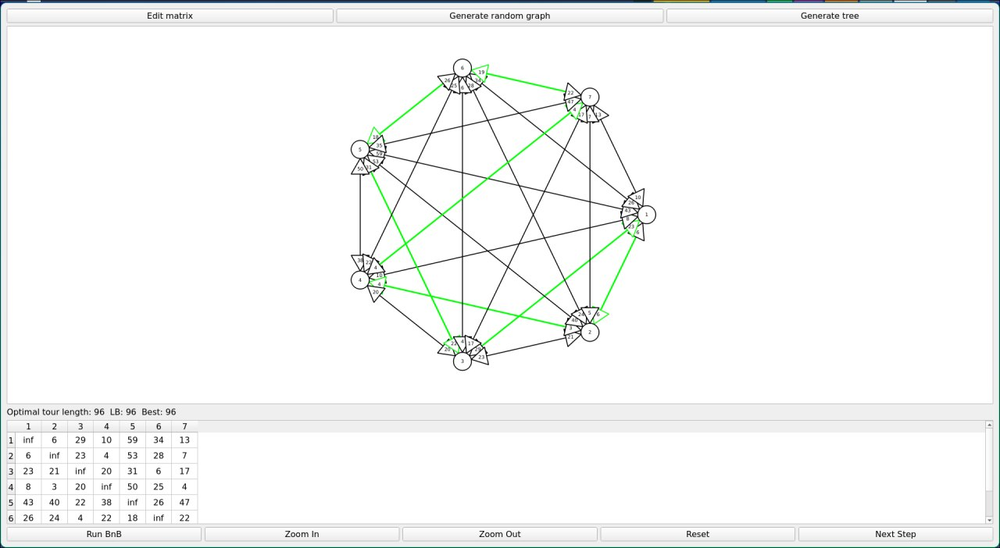 Edit matrix Generate random graph Generate tree
6
19
26 34
25 6 28
7
22
47
4
17 7 13
5
18
35
59
53
50 31
1
10
26
43
8
23
6
4
38 22
4
10
4
20
2
24 5 6
40
3
21
3
22 4 17
20 29
23
Optimal tour length: 96 LB: 96 Best: 96
1 2 3 4 5 6 7
1 inf 6 29 10 59 34 13
2 6 inf 23 4 53 28 7
3 23 21 inf 20 31 6 17
4 8 3 20 inf 50 25 4
5 43 40 22 38 inf 26 47
6 26 24 4 22 18 inf 22
Run BnB Zoom In Zoom Out Reset Next Step